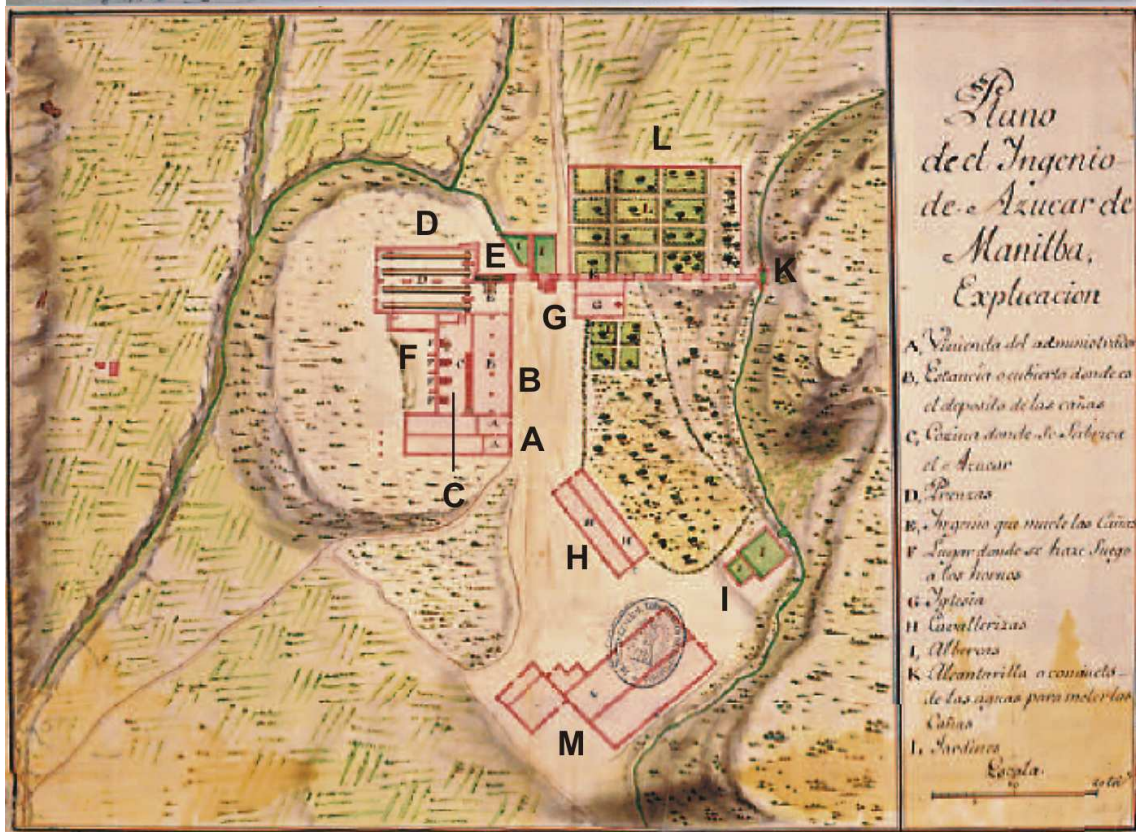 Plano
de el Ingenio
de Azucar de
Manilba,
Explicacion
A, Vivienda del administrador
B, Estancia o cubierto donde es
el deposito de las cañas
C, Cozina donde se Fabrica
el Azucar
D, Prenzas
E, Ingenio que muele las Cañas
F Lugar donde se haze fuego
a los hornos
G Iglesia
H Cavallerizas
I, Albercas
K Alcantarilla o conducto
de las aguas para moler las
Cañas
L, Jardines
Escala
L
D
E
K
G
F
B
A
C
H
I
M
D
E
G
C
B
A
A
H
H
I
I
L